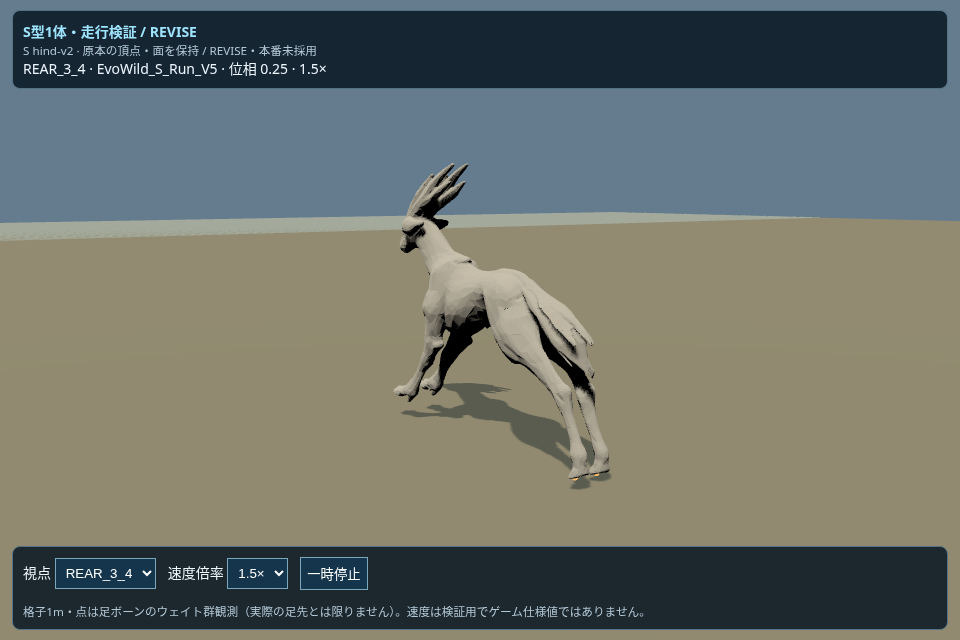 S型1体・走行検証 / REVISE
S hind-v2 · 原本の頂点・面を保持 / REVISE・本番未採用
REAR_3_4 · EvoWild_S_Run_V5 · 位相 0.25 · 1.5×
視点 REAR_3_4 速度倍率 1.5× 一時停止
格子1m・点は足ボーンのウェイト群観測（実際の足先とは限りません）。速度は検証用でゲーム仕様値ではありません。